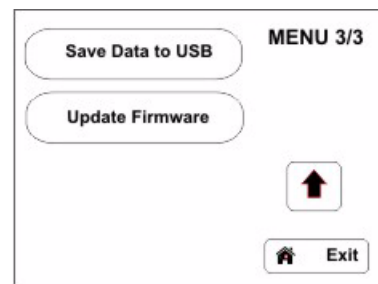 MENU 3/3
Save Data to USB
Update Firmware
Exit